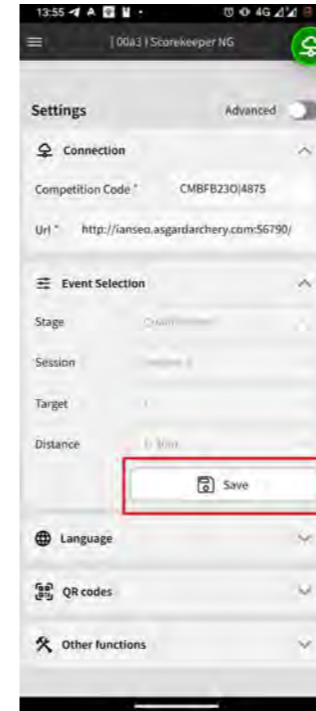 13:55 4G
[ 00a3 ] Scorekeeper NG
Settings Advanced
Connection
Competition Code * CMBFB23O|4875
Url * http://ianseo.asgardarchery.com:56790/
Event Selection
Stage
Session
Target
Distance
Save
Language
QR codes
Other functions